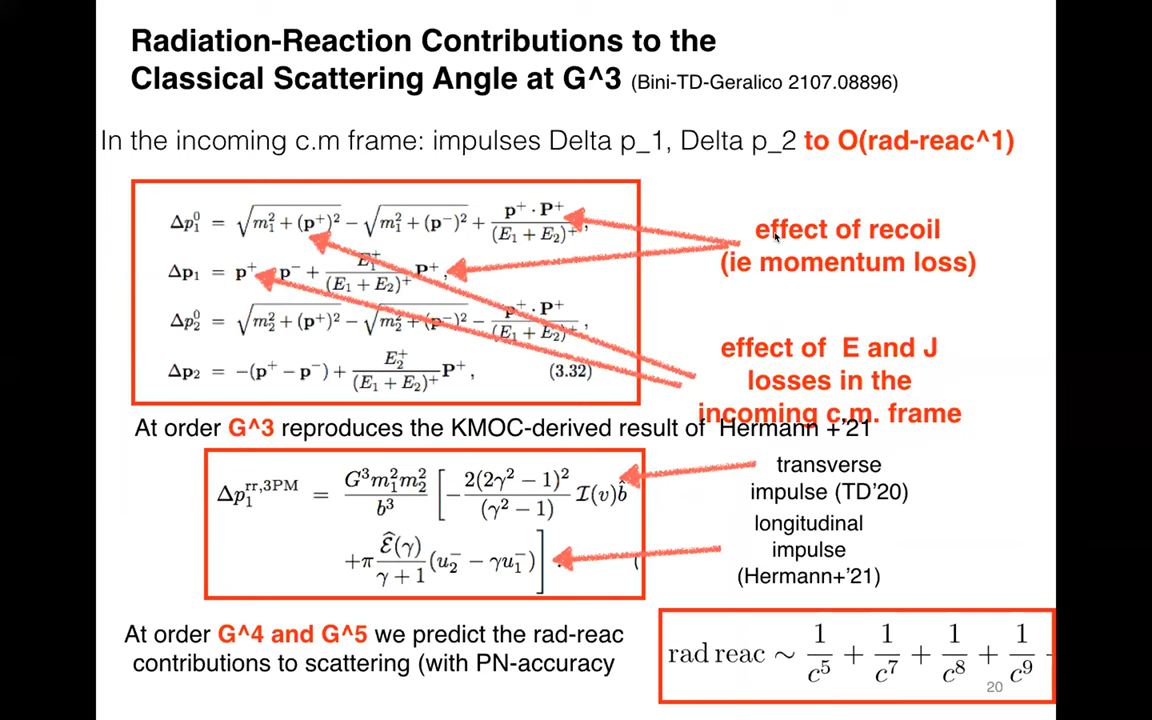 Radiation-Reaction Contributions to the
Classical Scattering Angle at G^3 (Bini-TD-Geralico 2107.08896)
In the incoming c.m frame: impulses Delta p_1, Delta p_2 to O(rad-reac^1)
Δp₁⁰ = √(m₁² + (p⁺)²) − √(m₁² + (p⁻)²) + (p⁺ · P⁺)/(E₁ + E₂)⁺ ,
Δp₁ = p⁺ − p⁻ + E₁⁺/(E₁ + E₂)⁺ P⁺ ,
Δp₂⁰ = √(m₂² + (p⁺)²) − √(m₂² + (p⁻)²) − (p⁺ · P⁺)/(E₁ + E₂)⁺ ,
Δp₂ = −(p⁺ − p⁻) + E₂⁺/(E₁ + E₂)⁺ P⁺ , (3.32)
effect of recoil
(ie momentum loss)
effect of E and J
losses in the
incoming c.m. frame
At order G^3 reproduces the KMOC-derived result of Hermann +'21
Δp₁^{rr,3PM} = G³m₁²m₂²/b³ [ − 2(2γ² − 1)²/(γ² − 1) 𝓘(v) b̂
+π 𝓔̂(γ)/(γ + 1) (u₂⁻ − γu₁⁻) ] . (
transverse
impulse (TD'20)
longitudinal
impulse
(Hermann+'21)
At order G^4 and G^5 we predict the rad-reac
contributions to scattering (with PN-accuracy
rad reac ∼ 1/c⁵ + 1/c⁷ + 1/c⁸ + 1/c⁹ +
20